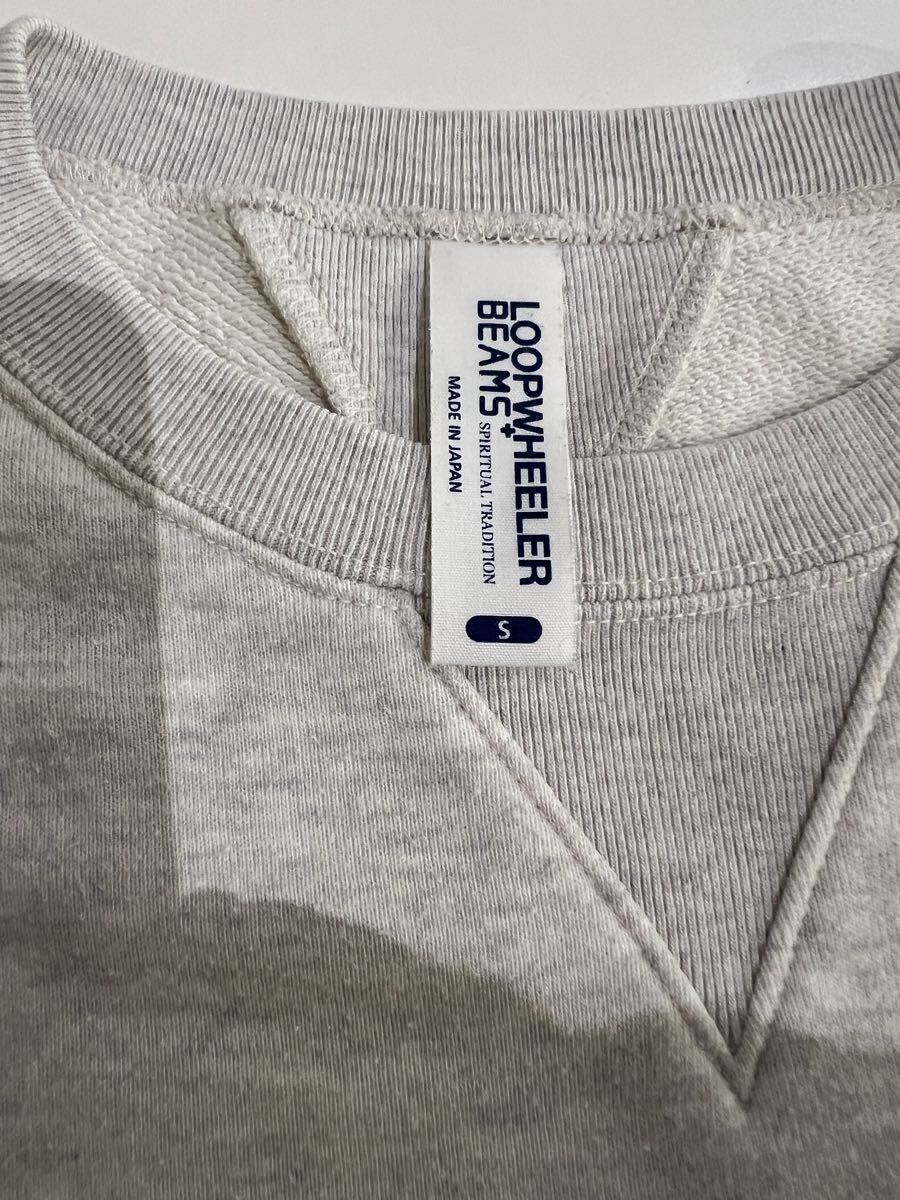 LOOPWHEELER
+
BEAMS
SPIRITUAL TRADITION
MADE IN JAPAN
S